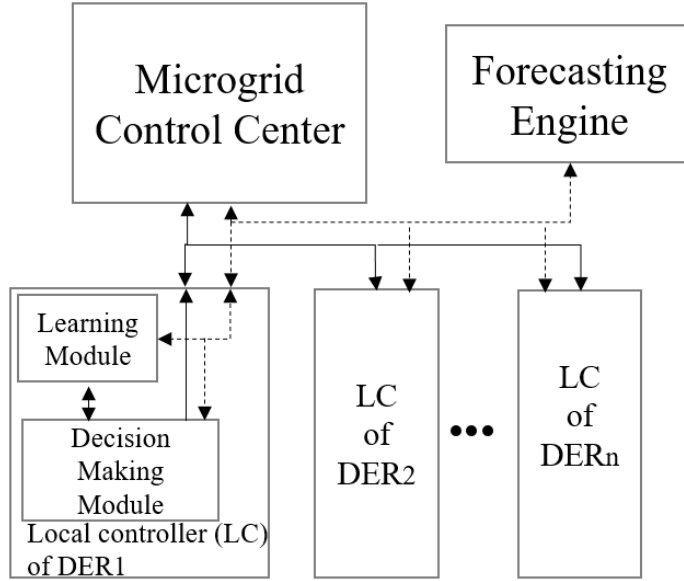 Microgrid
Control Center
Forecasting
Engine
Learning
Module
Decision
Making
Module
Local controller (LC)
of DER1
LC
of
DER2
•••
LC
of
DERn